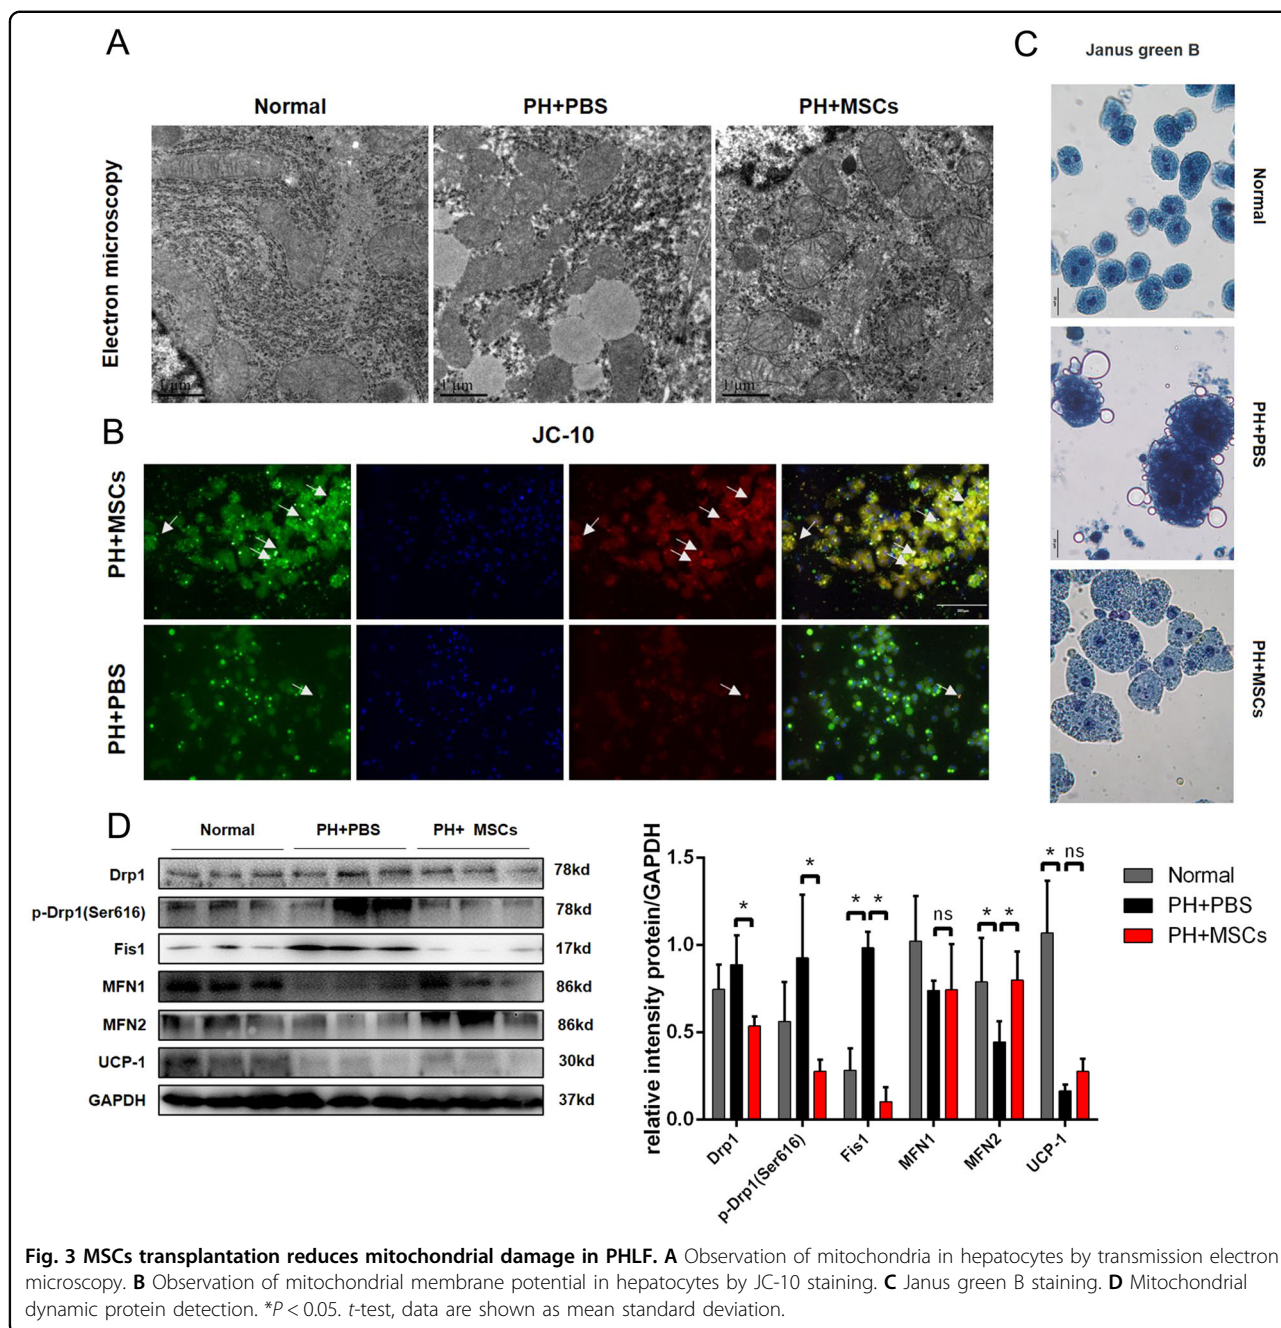 A
Normal
PH+PBS
PH+MSCs
Electron microscopy
1 μm
1 μm
1 μm
B
JC-10
PH+MSCs
PH+PBS
C
Janus green B
Normal
PH+PBS
PH+MSCs
D
Normal PH+PBS PH+ MSCs
Drp1 78kd
p-Drp1(Ser616) 78kd
Fis1 17kd
MFN1 86kd
MFN2 86kd
UCP-1 30kd
GAPDH 37kd
relative intensity protein/GAPDH
1.5
1.0
0.5
0.0
* * * * ns * * * ns
Drp1
p-Drp1(Ser616)
Fis1
MFN1
MFN2
UCP-1
Normal
PH+PBS
PH+MSCs
Fig. 3 MSCs transplantation reduces mitochondrial damage in PHLF. A Observation of mitochondria in hepatocytes by transmission electron
microscopy. B Observation of mitochondrial membrane potential in hepatocytes by JC-10 staining. C Janus green B staining. D Mitochondrial
dynamic protein detection. *P < 0.05. t-test, data are shown as mean standard deviation.